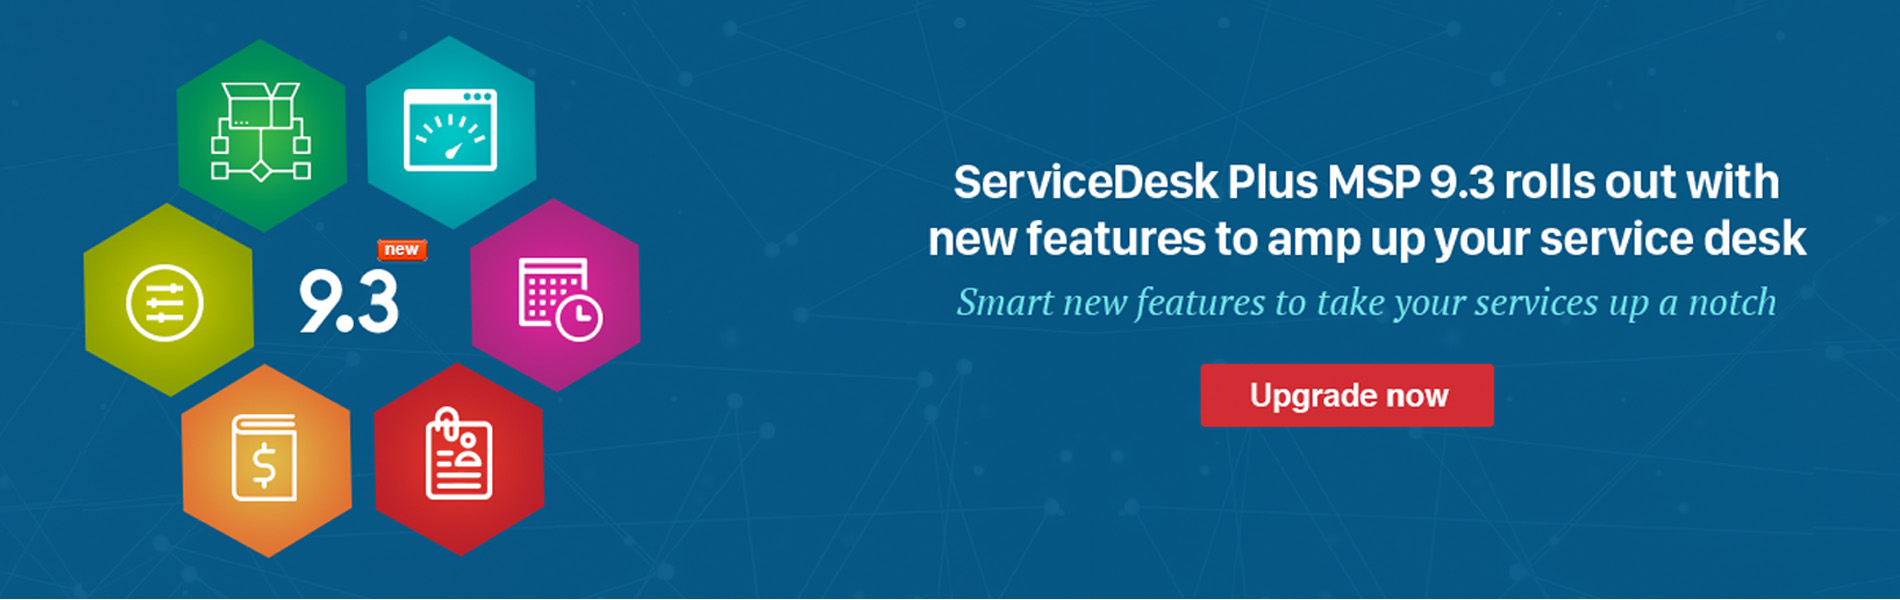 new
9.3
$
ServiceDesk Plus MSP 9.3 rolls out with
new features to amp up your service desk
Smart new features to take your services up a notch
Upgrade now